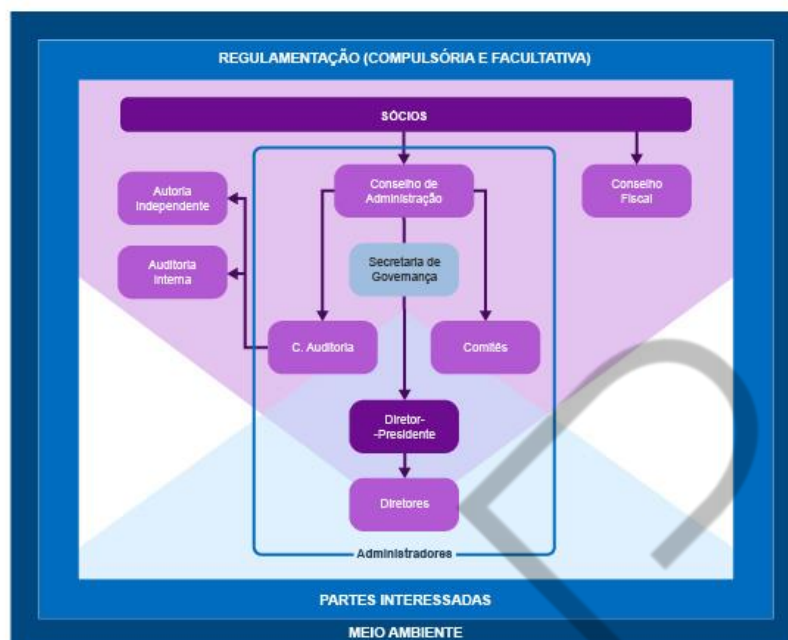 REGULAMENTAÇÃO (COMPULSÓRIA E FACULTATIVA)
SÓCIOS
Conselho de
Administração
Conselho
Fiscal
Autoria
Independente
Auditoria
Interna
Secretaria de
Governança
C. Auditoria
Comitês
Diretor-
-Presidente
Diretores
Administradores
PARTES INTERESSADAS
MEIO AMBIENTE